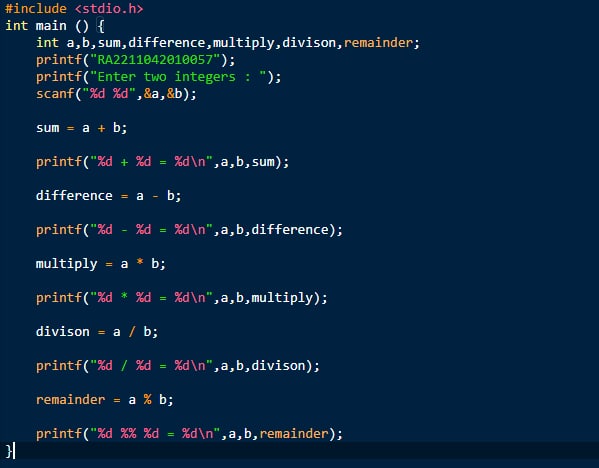 #include <stdio.h>
int main () {
    int a,b,sum,difference,multiply,divison,remainder;
    printf("RA2211042010057");
    printf("Enter two integers : ");
    scanf("%d %d",&a,&b);
    sum = a + b;
    printf("%d + %d = %d\n",a,b,sum);
    difference = a - b;
    printf("%d - %d = %d\n",a,b,difference);
    multiply = a * b;
    printf("%d * %d = %d\n",a,b,multiply);
    divison = a / b;
    printf("%d / %d = %d\n",a,b,divison);
    remainder = a % b;
    printf("%d %% %d = %d\n",a,b,remainder);
}